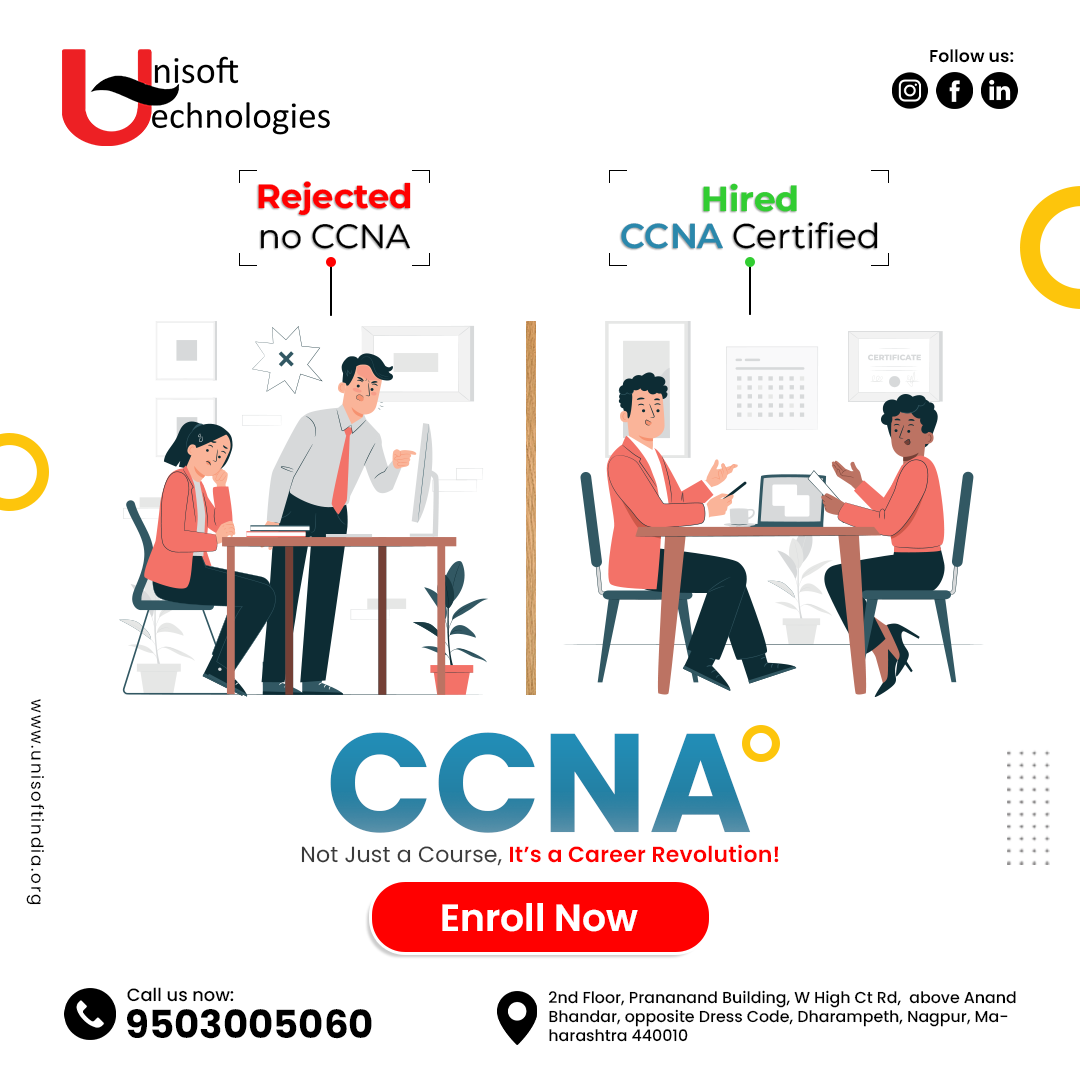 Unisoft
Technologies
Follow us:
Rejected
no CCNA
Hired
CCNA Certified
CERTIFICATE
www.unisoftindia.org
CCNA
Not Just a Course, It's a Career Revolution!
Enroll Now
Call us now:
9503005060
2nd Floor, Prananand Building, W High Ct Rd, above Anand
Bhandar, opposite Dress Code, Dharampeth, Nagpur, Ma-
harashtra 440010